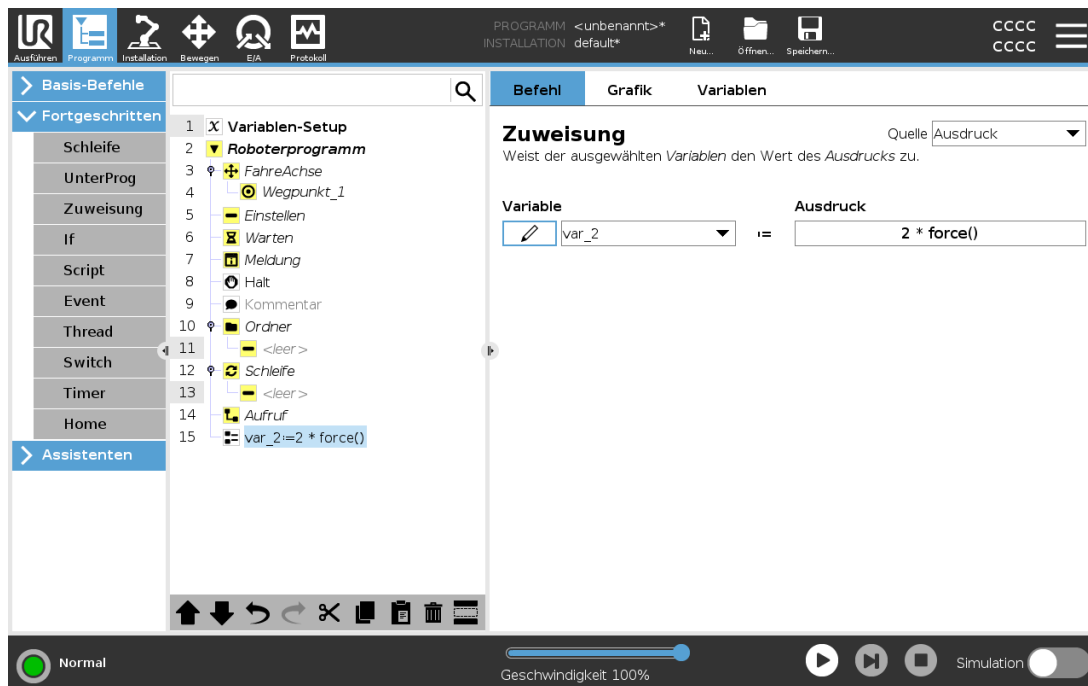 PROGRAMM <unbenannt>*
INSTALLATION default*
CCCC
CCCC
Ausführen Programm Installation Bewegen E/A Protokoll
Neu... Öffnen... Speichern...
Basis-Befehle
Fortgeschritten
Schleife
UnterProg
Zuweisung
If
Script
Event
Thread
Switch
Timer
Home
Assistenten
1 Variablen-Setup
2 Roboterprogramm
3 FahreAchse
4 Wegpunkt_1
5 Einstellen
6 Warten
7 Meldung
8 Halt
9 Kommentar
10 Ordner
11 <leer>
12 Schleife
13 <leer>
14 Aufruf
15 var_2:=2 * force()
Befehl Grafik Variablen
Zuweisung
Quelle Ausdruck
Weist der ausgewählten Variablen den Wert des Ausdrucks zu.
Variable Ausdruck
var_2 := 2 * force()
Normal
Geschwindigkeit 100%
Simulation